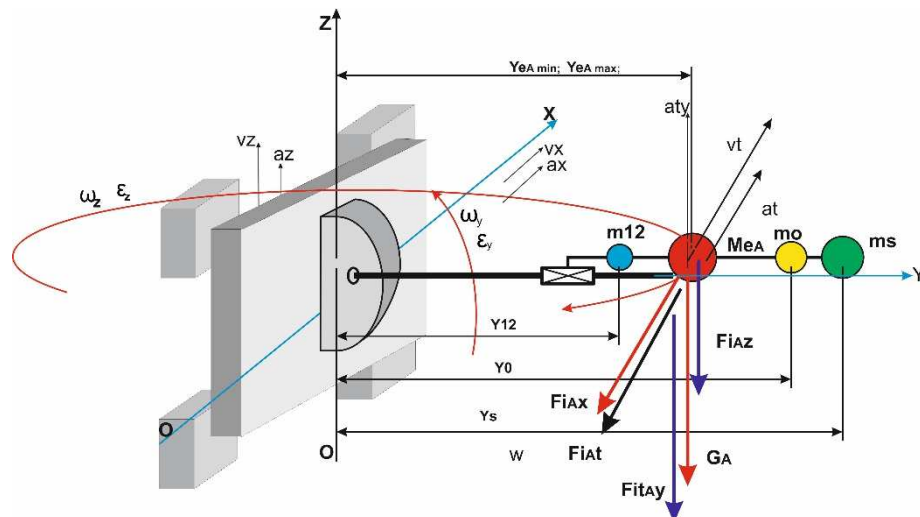 Z
YeA min; YeA max;
X
aty
vz
az
vx
ax
vt
at
ωz εz
ωy
εy
m12
MeA
mo
ms
Y
Y12
FiAz
Y0
FiAx
Ys
O
O
w
FiAt
GA
FitAy